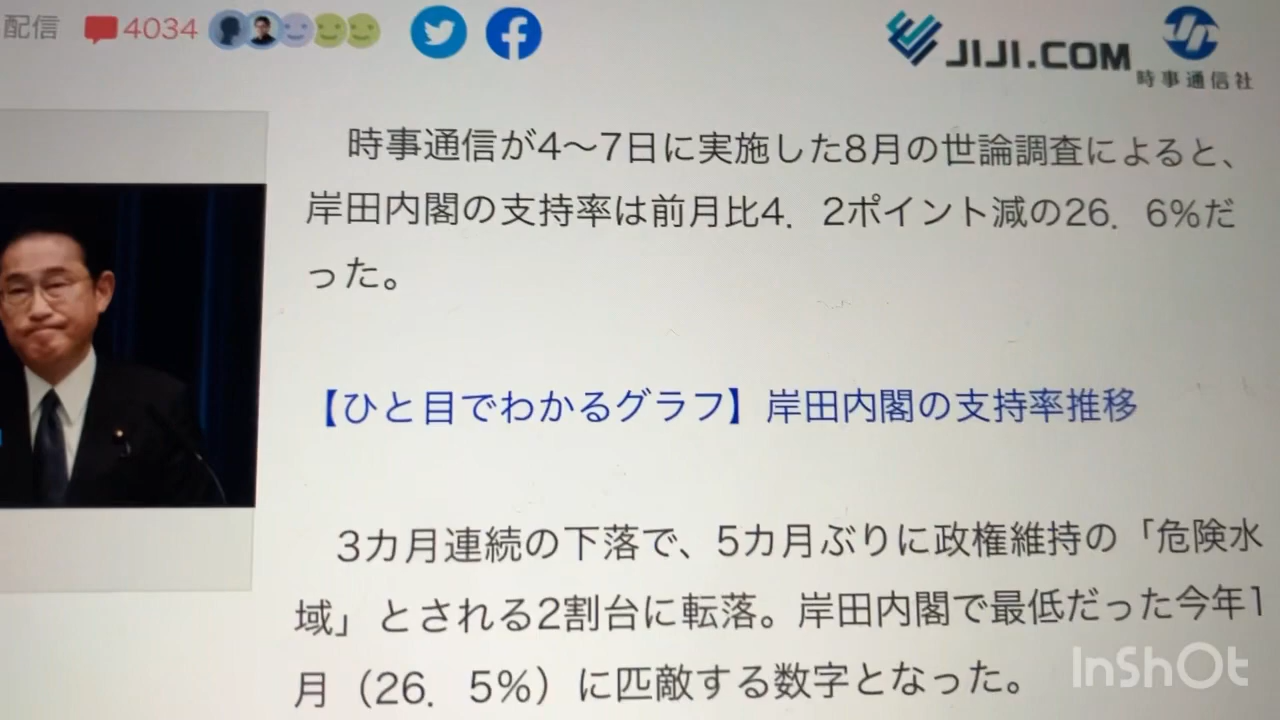 配信 4034
JIJI.COM
時事通信社
時事通信が4〜7日に実施した8月の世論調査によると、
岸田内閣の支持率は前月比4．2ポイント減の26．6%だ
った。
【ひと目でわかるグラフ】岸田内閣の支持率推移
3カ月連続の下落で、5カ月ぶりに政権維持の「危険水
域」とされる2割台に転落。岸田内閣で最低だった今年1
月（26．5%）に匹敵する数字となった。
InShOt